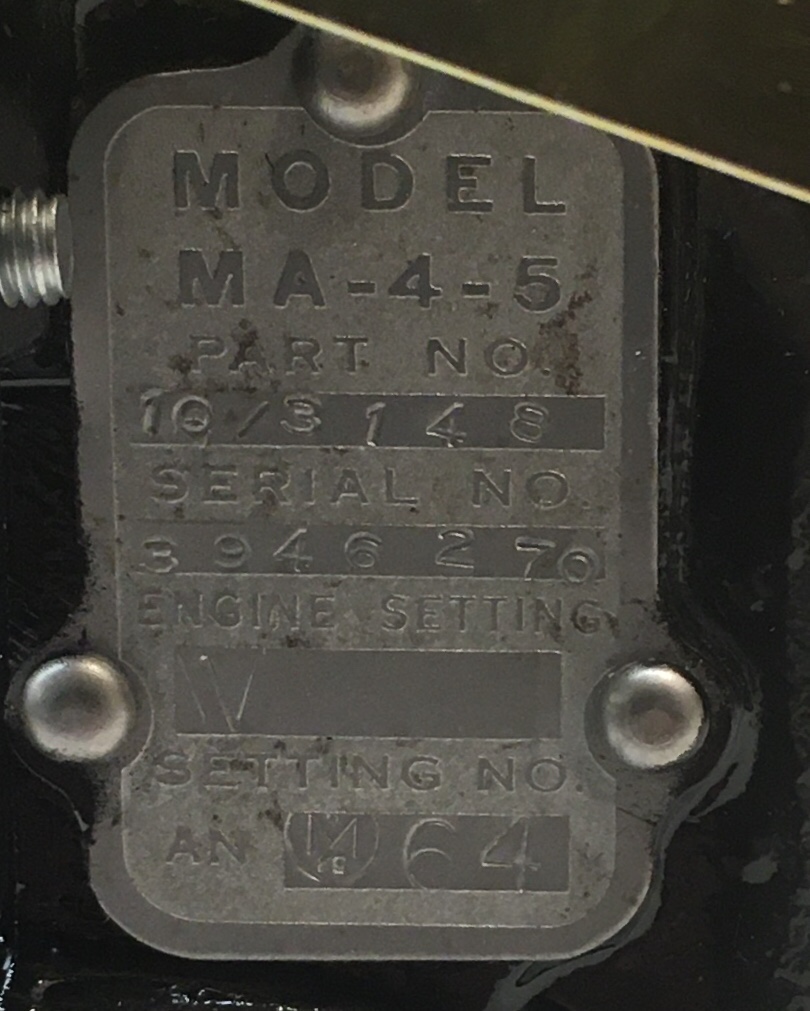 MODEL
MA-4-5
PART NO.
10/3148
SERIAL NO.
3946270
ENGINE SETTING
W
SETTING NO.
AN M 64